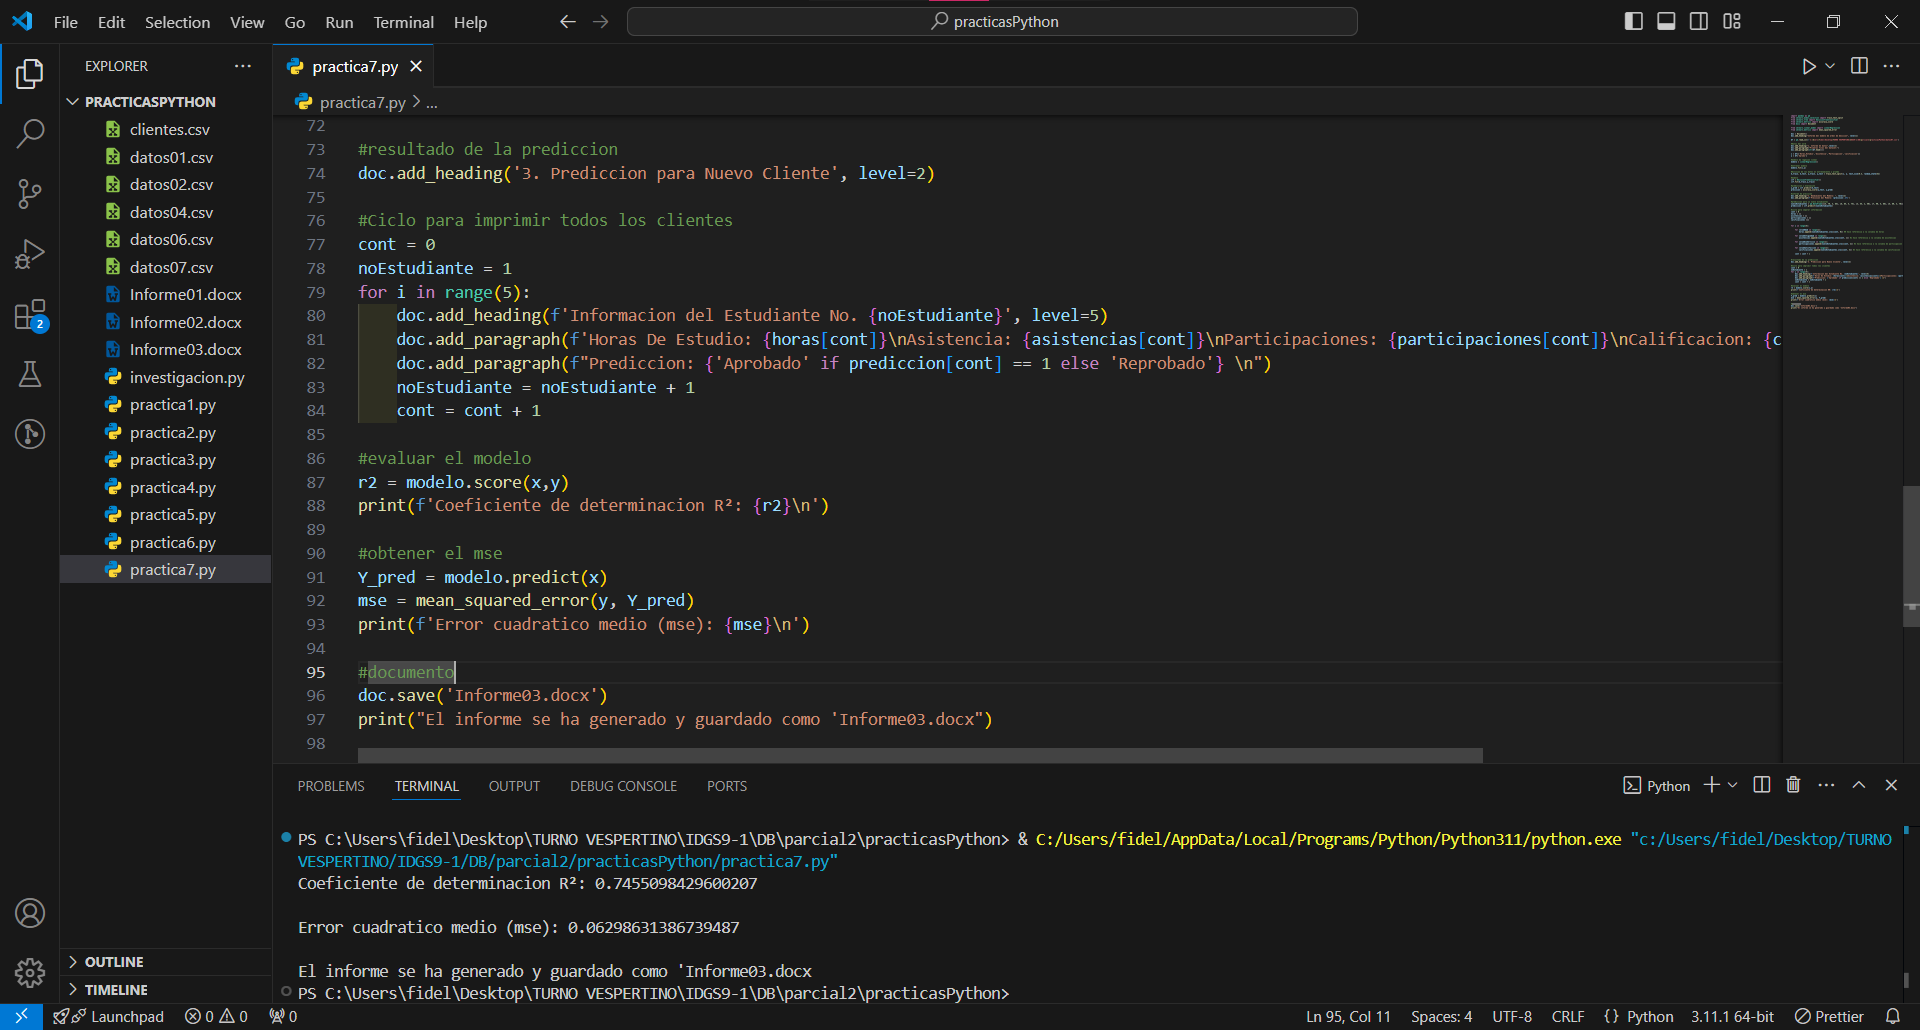 File Edit Selection View Go Run Terminal Help
practicasPython
EXPLORER
PRACTICASPYTHON
clientes.csv
datos01.csv
datos02.csv
datos04.csv
datos06.csv
datos07.csv
Informe01.docx
Informe02.docx
Informe03.docx
investigacion.py
practica1.py
practica2.py
practica3.py
practica4.py
practica5.py
practica6.py
practica7.py
OUTLINE
TIMELINE
2
practica7.py
practica7.py > ...
72
73 #resultado de la prediccion
74 doc.add_heading('3. Prediccion para Nuevo Cliente', level=2)
75
76 #Ciclo para imprimir todos los clientes
77 cont = 0
78 noEstudiante = 1
79 for i in range(5):
80 doc.add_heading(f'Informacion del Estudiante No. {noEstudiante}', level=5)
81 doc.add_paragraph(f'Horas De Estudio: {horas[cont]}\nAsistencia: {asistencias[cont]}\nParticipaciones: {participaciones[cont]}\nCalificacion: {c
82 doc.add_paragraph(f"Prediccion: {'Aprobado' if prediccion[cont] == 1 else 'Reprobado'} \n")
83 noEstudiante = noEstudiante + 1
84 cont = cont + 1
85
86 #evaluar el modelo
87 r2 = modelo.score(x,y)
88 print(f'Coeficiente de determinacion R²: {r2}\n')
89
90 #obtener el mse
91 Y_pred = modelo.predict(x)
92 mse = mean_squared_error(y, Y_pred)
93 print(f'Error cuadratico medio (mse): {mse}\n')
94
95 #documento
96 doc.save('Informe03.docx')
97 print("El informe se ha generado y guardado como 'Informe03.docx")
98
PROBLEMS TERMINAL OUTPUT DEBUG CONSOLE PORTS
Python
PS C:\Users\fidel\Desktop\TURNO VESPERTINO\IDGS9-1\DB\parcial2\practicasPython> & C:/Users/fidel/AppData/Local/Programs/Python/Python311/python.exe "c:/Users/fidel/Desktop/TURNO
VESPERTINO/IDGS9-1/DB/parcial2/practicasPython/practica7.py"
Coeficiente de determinacion R²: 0.7455098429600207
Error cuadratico medio (mse): 0.06298631386739487
El informe se ha generado y guardado como 'Informe03.docx
PS C:\Users\fidel\Desktop\TURNO VESPERTINO\IDGS9-1\DB\parcial2\practicasPython>
Launchpad 0 0 0
Ln 95, Col 11 Spaces: 4 UTF-8 CRLF {} Python 3.11.1 64-bit Prettier